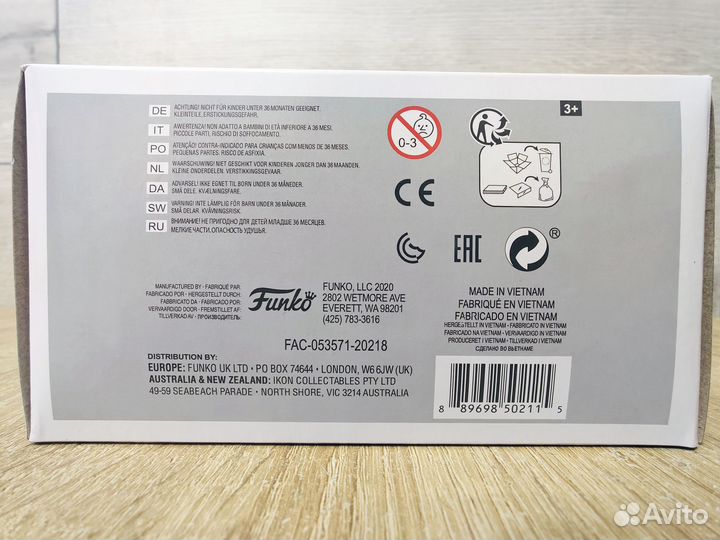 DE ACHTUNG! NICHT FÜR KINDER UNTER 36 MONATEN GEEIGNET.
KLEINTEILE, ERSTICKUNGSGEFAHR.
IT AWERTENZA! NON ADATTO A BAMBINI DI ETÀ INFERIORE A 36 MESI.
PICCOLE PARTI, RISCHIO DI SOFFOCAMENTO.
PO ATENÇÃO! CONTRA-INDICADO PARA CRIANÇAS COM MENOS DE 36 MESES.
PEQUENAS PARTES. RISCO DE ASFIXIA.
NL WAARSCHUWING! NIET GESCHIKT VOOR KINDEREN JONGER DAN 36 MAANDEN.
KLEINE ONDERDELEN. VERSTIKKINGSGEVAAR.
DA ADVARSEL! IKKE EGNET TIL BORN UNDER 36 MÅNEDER.
SMÅ DELE. KVÆLNINGSFARE.
SW VARNING! INTE LÄMPLIG FÖR BARN UNDER 36 MÅNADER.
SMÅ DELAR. KVÄVNINGSRISK.
RU ВНИМАНИЕ! НЕ ПРИГОДНО ДЛЯ ДЕТЕЙ МЛАДШЕ 36 МЕСЯЦЕВ.
МЕЛКИЕ ЧАСТИ. ОПАСНОСТЬ УДУШЬЯ.
0-3
3+
CE
EAC
®
MANUFACTURED BY · FABRIQUÉ PAR
FABRICADO POR · HERGESTELLT DURCH:
FABBRICATO DA · FABRICADO POR:
VERVAARDIGD DOOR · FREMSTILLET AF:
TILLVERKAD AV · ПРОИЗВОДИТЕЛЬ:
Funko
FUNKO, LLC 2020
2802 WETMORE AVE
EVERETT, WA 98201
(425) 783-3616
MADE IN VIETNAM
FABRIQUÉ EN VIETNAM
FABRICADO EN VIETNAM
HERGESTELLT IN VIETNAM · FABBRICATO IN VIETNAM
FABRICADO NA VIETNAM · TILLVERKAD I VIETNAM
PRODUCERET I VIETNAM · VERVAARDIGD IN VIETNAM
СДЕЛАНО ВО ВЬЕТНАМЕ
FAC-053571-20218
DISTRIBUTION BY:
EUROPE: FUNKO UK LTD · PO BOX 74644 · LONDON, W6 6JW (UK)
AUSTRALIA & NEW ZEALAND: IKON COLLECTABLES PTY LTD
49-59 SEABEACH PARADE · NORTH SHORE, VIC 3214 AUSTRALIA
8 89698 50211 5
Avito